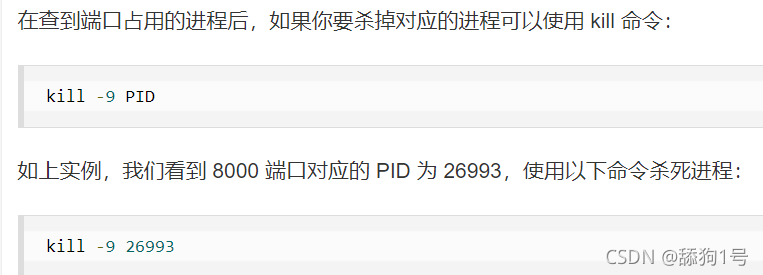 在查到端口占用的进程后，如果你要杀掉对应的进程可以使用 kill 命令：
kill -9 PID
如上实例，我们看到 8000 端口对应的 PID 为 26993，使用以下命令杀死进程：
kill -9 26993
CSDN @舔狗1号